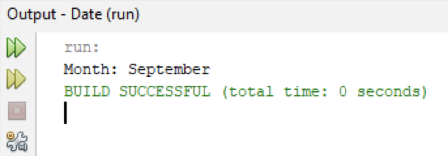 Output - Date (run)
run:
Month: September
BUILD SUCCESSFUL (total time: 0 seconds)